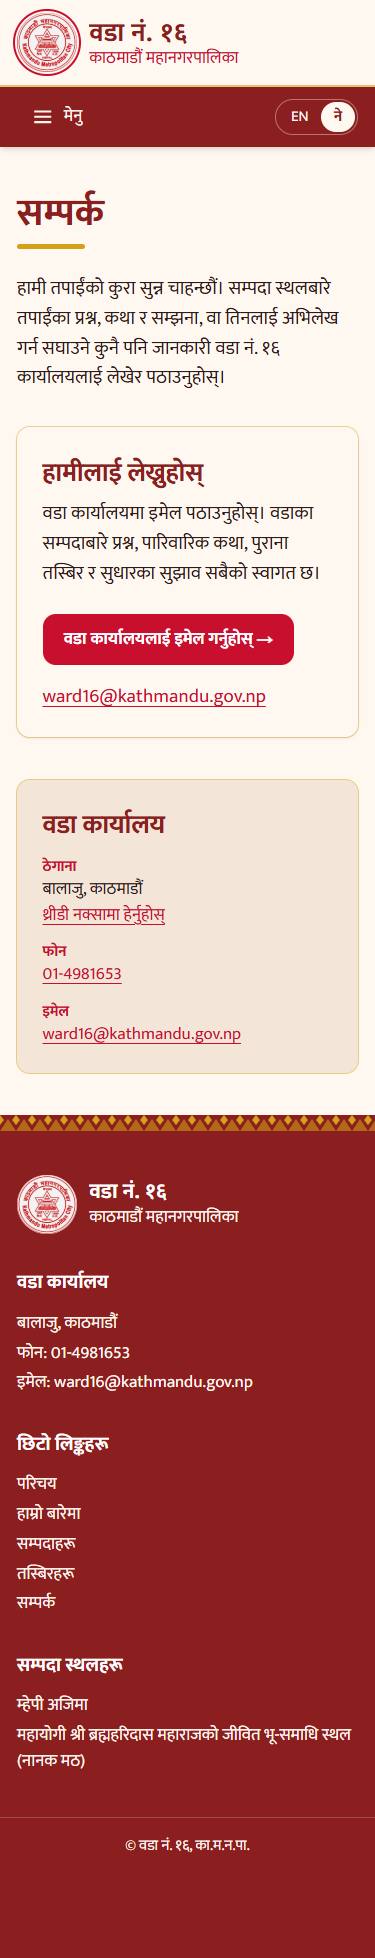 वडा नं. १६
काठमाडौं महानगरपालिका
मेनु
EN ने
सम्पर्क
हामी तपाईंको कुरा सुन्न चाहन्छौं। सम्पदा स्थलबारे
तपाईंका प्रश्न, कथा र सम्झना, वा तिनलाई अभिलेख
गर्न सघाउने कुनै पनि जानकारी वडा नं. १६
कार्यालयलाई लेखेर पठाउनुहोस्।
हामीलाई लेख्नुहोस्
वडा कार्यालयमा इमेल पठाउनुहोस्। वडाका
सम्पदाबारे प्रश्न, पारिवारिक कथा, पुराना
तस्बिर र सुधारका सुझाव सबैको स्वागत छ।
वडा कार्यालयलाई इमेल गर्नुहोस् →
ward16@kathmandu.gov.np
वडा कार्यालय
ठेगाना
बालाजु, काठमाडौं
थ्रीडी नक्सामा हेर्नुहोस्
फोन
01-4981653
इमेल
ward16@kathmandu.gov.np
वडा नं. १६
काठमाडौं महानगरपालिका
वडा कार्यालय
बालाजु, काठमाडौं
फोन: 01-4981653
इमेल: ward16@kathmandu.gov.np
छिटो लिङ्कहरू
परिचय
हाम्रो बारेमा
सम्पदाहरू
तस्बिरहरू
सम्पर्क
सम्पदा स्थलहरू
म्हेपी अजिमा
महायोगी श्री ब्रह्महरिदास महाराजको जीवित भू-समाधि स्थल
(नानक मठ)
© वडा नं. १६, का.म.न.पा.